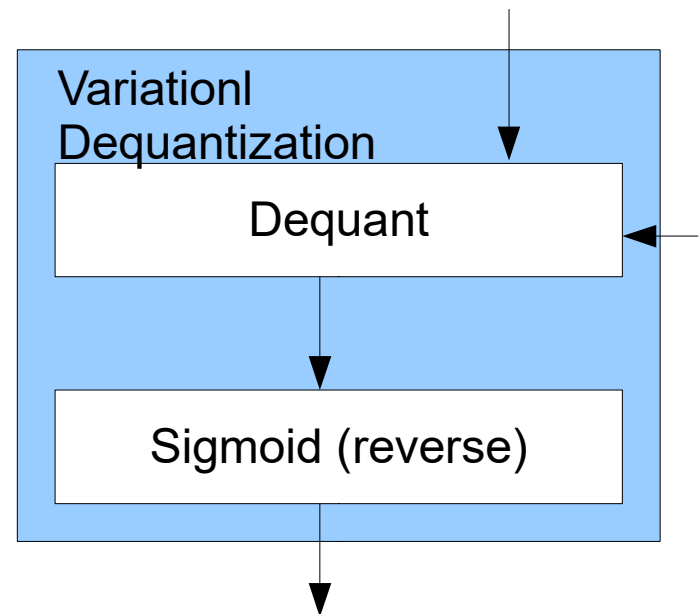 Variationl
Dequantization
Dequant
Sigmoid (reverse)